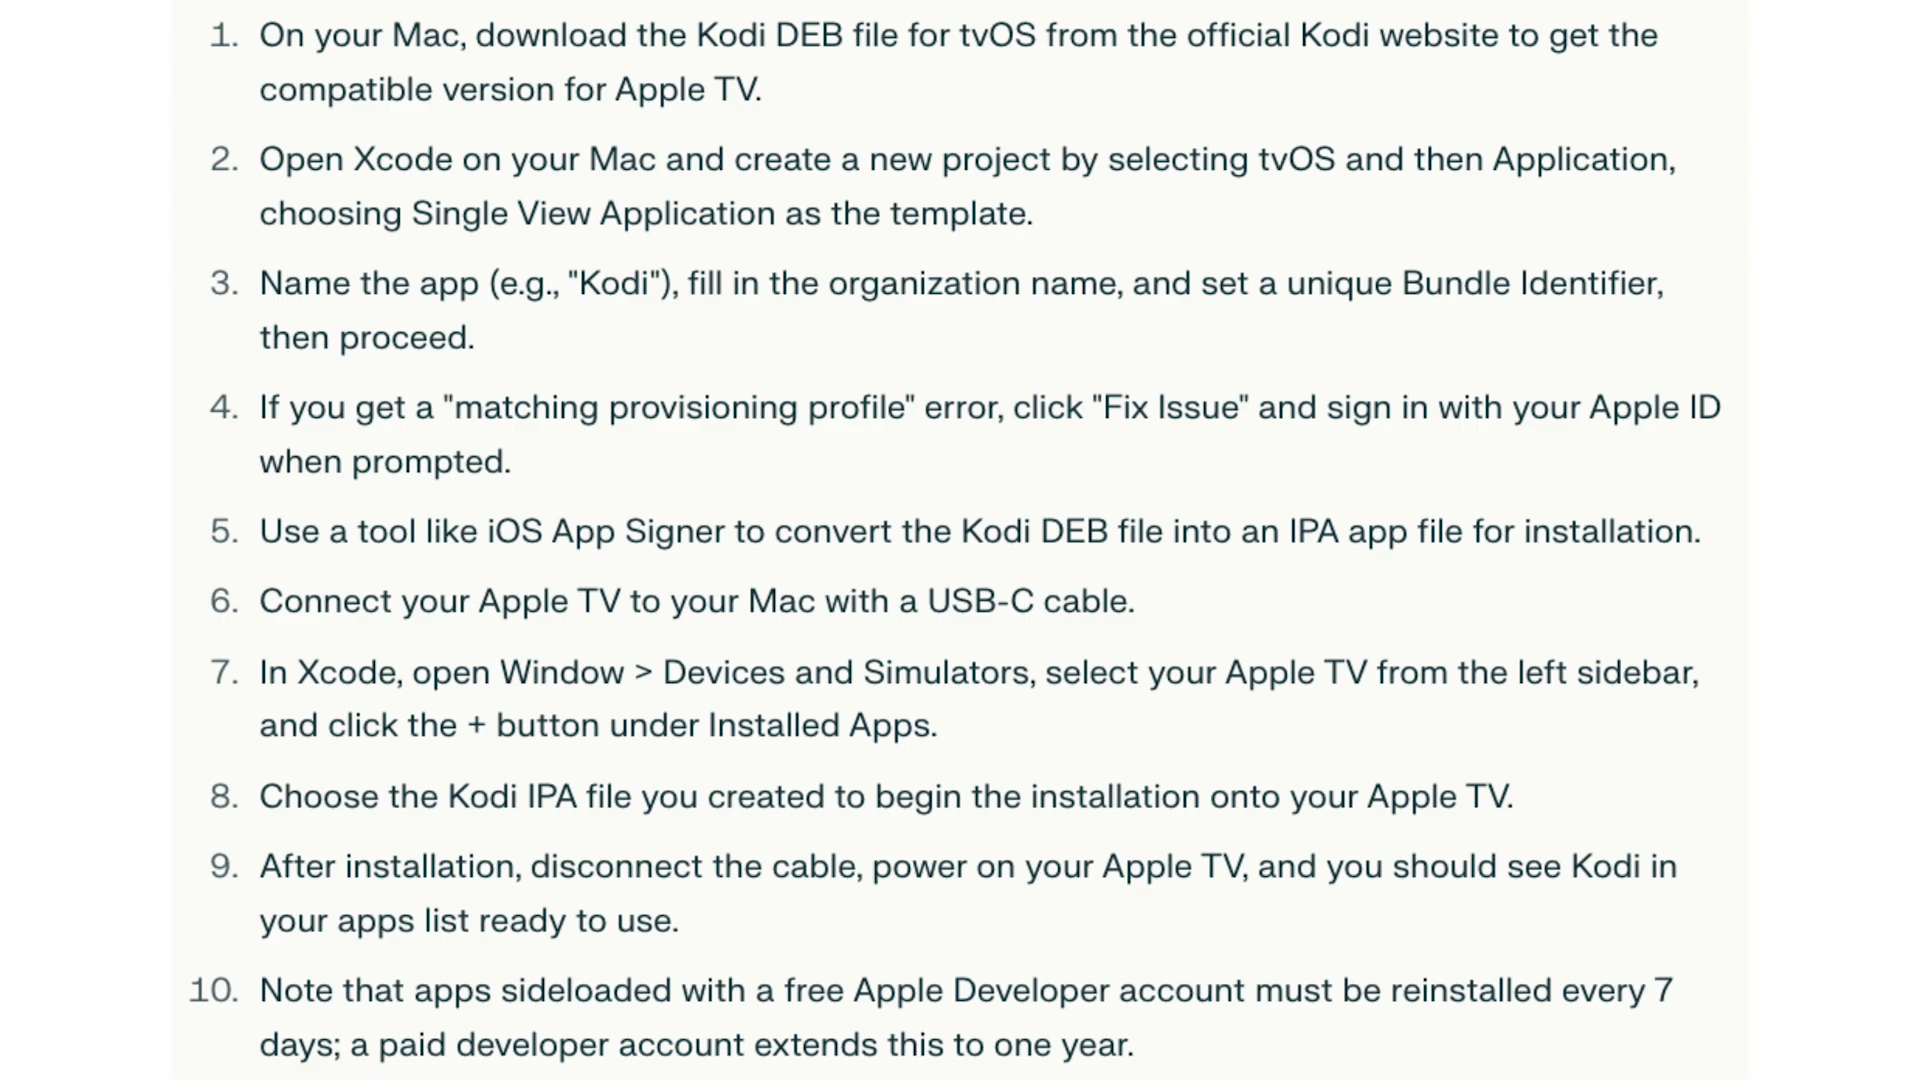 1. On your Mac, download the Kodi DEB file for tvOS from the official Kodi website to get the
compatible version for Apple TV.
2. Open Xcode on your Mac and create a new project by selecting tvOS and then Application,
choosing Single View Application as the template.
3. Name the app (e.g., "Kodi"), fill in the organization name, and set a unique Bundle Identifier,
then proceed.
4. If you get a "matching provisioning profile" error, click "Fix Issue" and sign in with your Apple ID
when prompted.
5. Use a tool like iOS App Signer to convert the Kodi DEB file into an IPA app file for installation.
6. Connect your Apple TV to your Mac with a USB-C cable.
7. In Xcode, open Window > Devices and Simulators, select your Apple TV from the left sidebar,
and click the + button under Installed Apps.
8. Choose the Kodi IPA file you created to begin the installation onto your Apple TV.
9. After installation, disconnect the cable, power on your Apple TV, and you should see Kodi in
your apps list ready to use.
10. Note that apps sideloaded with a free Apple Developer account must be reinstalled every 7
days; a paid developer account extends this to one year.